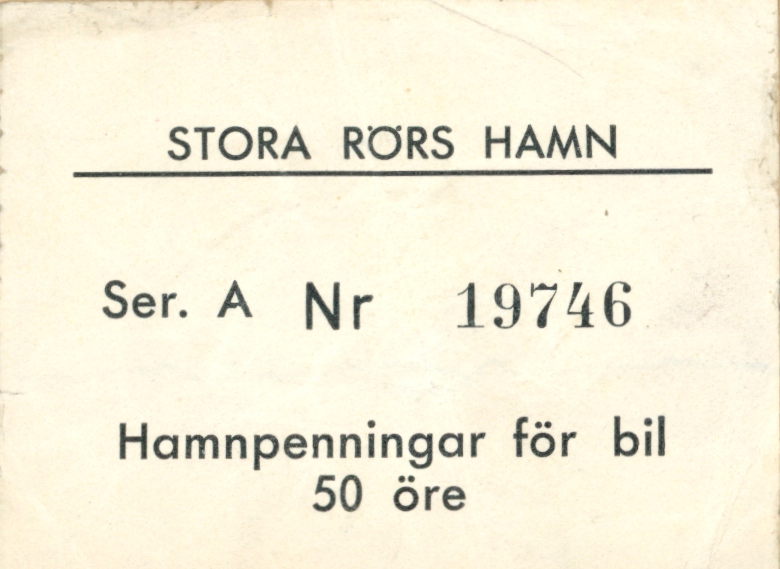 STORA RÖRS HAMN
Ser. A Nr 19746
Hamnpenningar för bil
50 öre